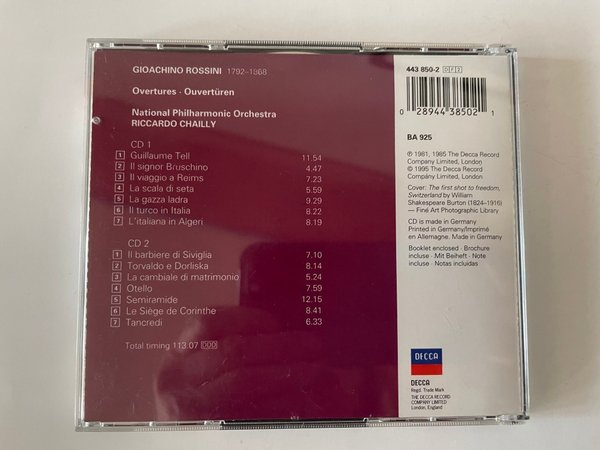 GIOACHINO ROSSINI 1792–1868
Overtures · Ouvertüren
National Philharmonic Orchestra
RICCARDO CHAILLY
CD 1
1 Guillaume Tell 11.54
2 Il signor Bruschino 4.47
3 Il viaggio a Reims 7.23
4 La scala di seta 5.59
5 La gazza ladra 9.29
6 Il turco in Italia 8.22
7 L'italiana in Algeri 8.19
CD 2
1 Il barbiere di Siviglia 7.10
2 Torvaldo e Dorliska 8.14
3 La cambiale di matrimonio 5.24
4 Otello 7.59
5 Semiramide 12.15
6 Le Siège de Corinthe 8.41
7 Tancredi 6.33
Total timing 113.07 DDD
443 850-2 DF2
0 28944 38502 1
BA 925
℗ 1981, 1985 The Decca Record
Company Limited, London
© 1995 The Decca Record
Company Limited, London
Cover: The first shot to freedom,
Switzerland by William
Shakespeare Burton (1824–1916)
— Fine Art Photographic Library
CD is made in Germany
Printed in Germany/Imprimé
en Allemagne. Made in Germany
Booklet enclosed · Brochure
incluse · Mit Beiheft · Note
incluse · Notas incluidas
DECCA
DECCA
Regd. Trade Mark
THE DECCA RECORD
COMPANY LIMITED
London, England